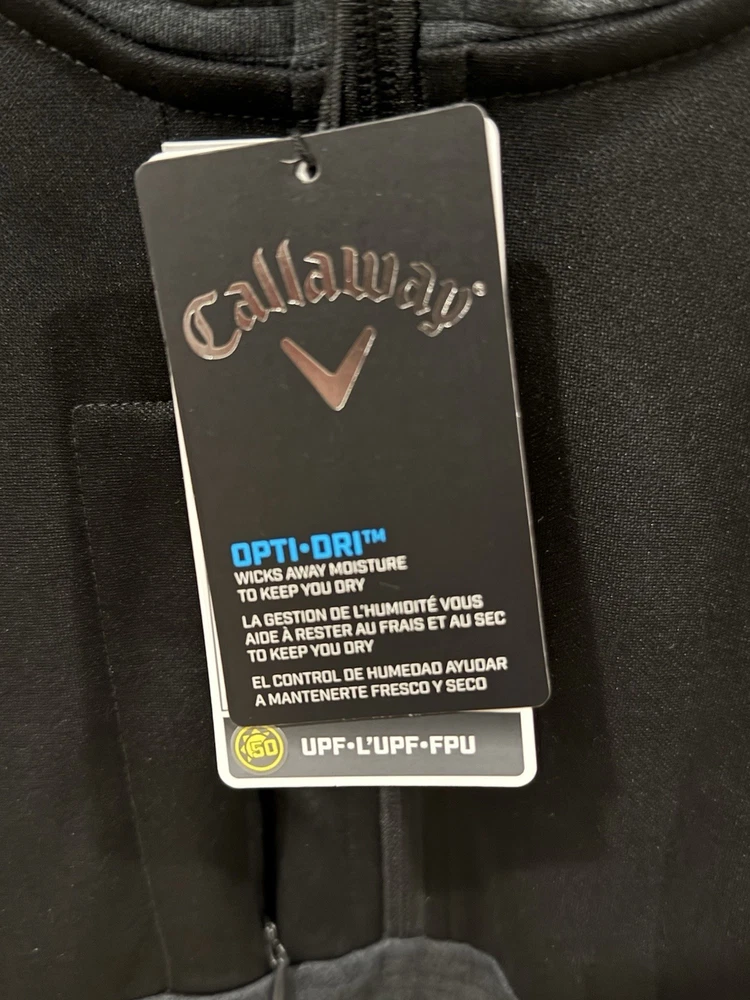 Callaway®
OPTI•DRI™
WICKS AWAY MOISTURE
TO KEEP YOU DRY
LA GESTION DE L'HUMIDITÉ VOUS
AIDE À RESTER AU FRAIS ET AU SEC
TO KEEP YOU DRY
EL CONTROL DE HUMEDAD AYUDAR
A MANTENERTE FRESCO Y SECO
50 UPF•L'UPF•FPU